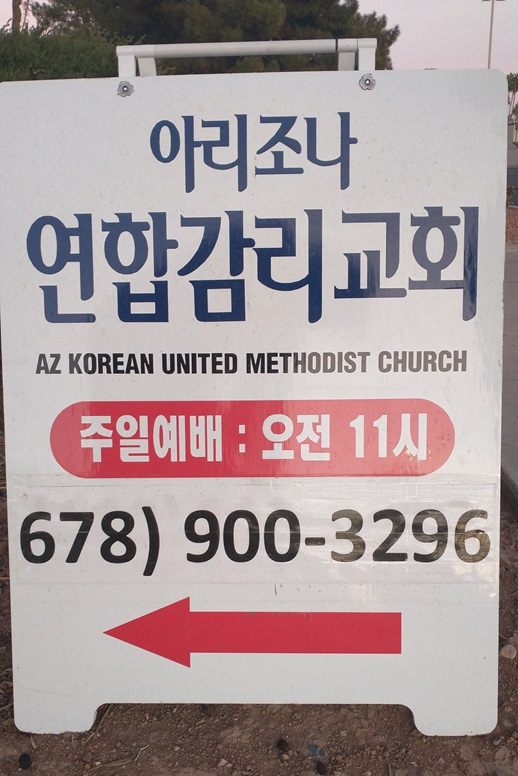 아리조나
연합감리교회
AZ KOREAN UNITED METHODIST CHURCH
주일예배 : 오전 11시
678) 900-3296